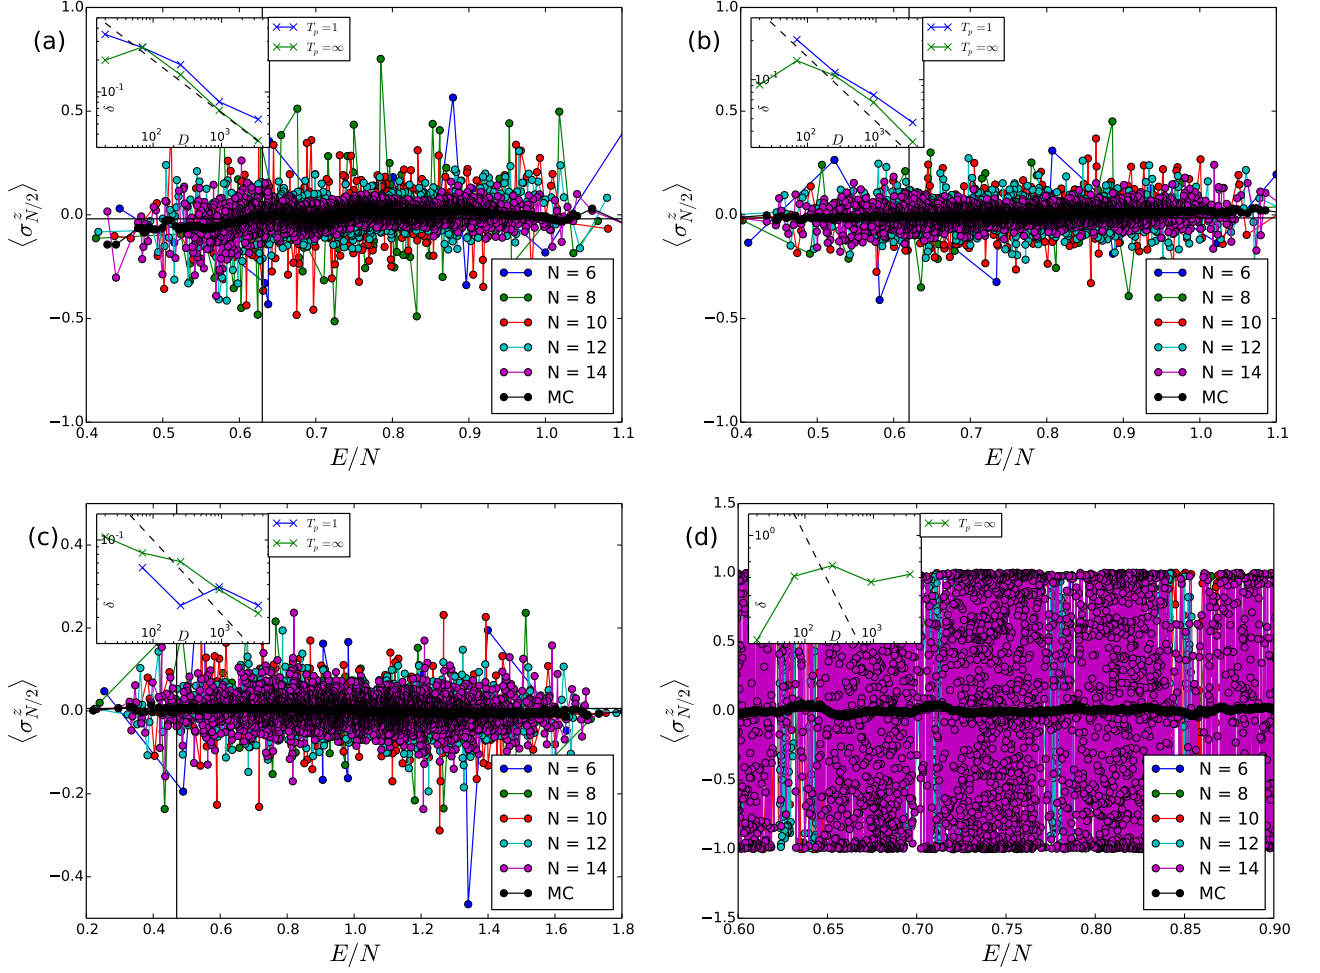 (a)
1.0
0.5
0.0
−0.5
−1.0
0.4 0.5 0.6 0.7 0.8 0.9 1.0 1.1
E/N
⟨σ^z_{N/2}⟩
T_p = 1
T_p = ∞
10^{-1}
δ
10^2 D 10^3
N = 6
N = 8
N = 10
N = 12
N = 14
MC
(b)
1.0
0.5
0.0
−0.5
−1.0
0.4 0.5 0.6 0.7 0.8 0.9 1.0 1.1
E/N
⟨σ^z_{N/2}⟩
T_p = 1
T_p = ∞
10^{-1}
δ
10^2 D 10^3
N = 6
N = 8
N = 10
N = 12
N = 14
MC
(c)
0.4
0.2
0.0
−0.2
−0.4
0.2 0.4 0.6 0.8 1.0 1.2 1.4 1.6 1.8
E/N
⟨σ^z_{N/2}⟩
T_p = 1
T_p = ∞
10^{-1}
δ
10^2 D 10^3
N = 6
N = 8
N = 10
N = 12
N = 14
MC
(d)
1.5
1.0
0.5
0.0
−0.5
−1.0
−1.5
0.60 0.65 0.70 0.75 0.80 0.85 0.90
E/N
⟨σ^z_{N/2}⟩
T_p = ∞
10^0
δ
10^2 D 10^3
N = 6
N = 8
N = 10
N = 12
N = 14
MC